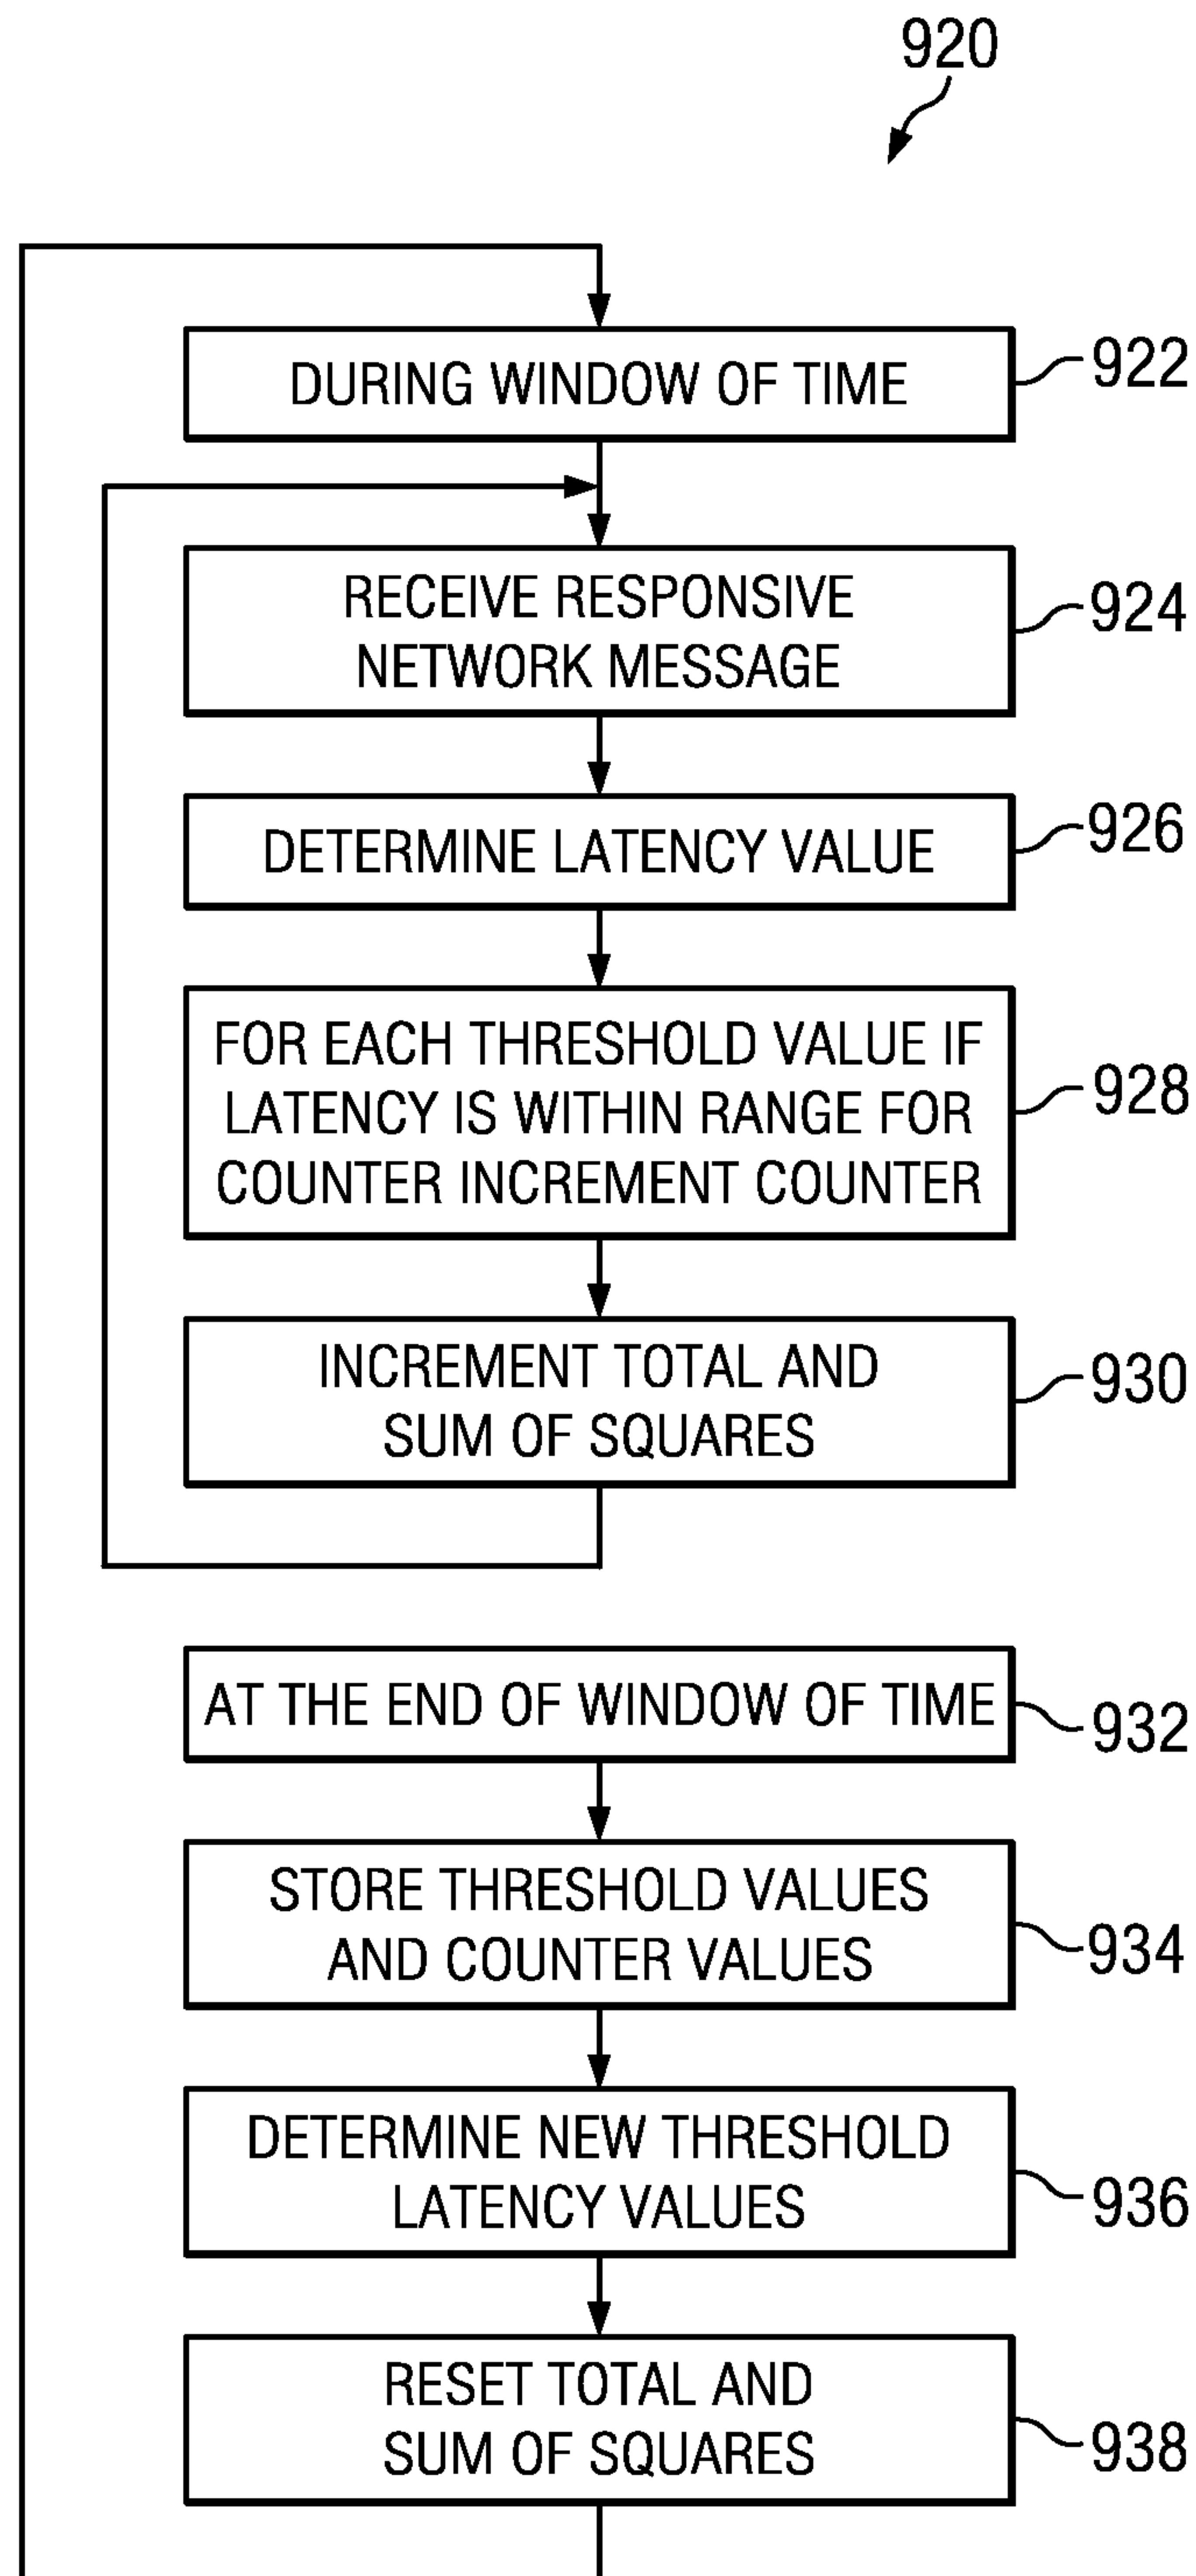 920
DURING WINDOW OF TIME
922
RECEIVE RESPONSIVE
NETWORK MESSAGE
924
DETERMINE LATENCY VALUE
926
FOR EACH THRESHOLD VALUE IF
LATENCY IS WITHIN RANGE FOR
COUNTER INCREMENT COUNTER
928
INCREMENT TOTAL AND
SUM OF SQUARES
930
AT THE END OF WINDOW OF TIME
932
STORE THRESHOLD VALUES
AND COUNTER VALUES
934
DETERMINE NEW THRESHOLD
LATENCY VALUES
936
RESET TOTAL AND
SUM OF SQUARES
938